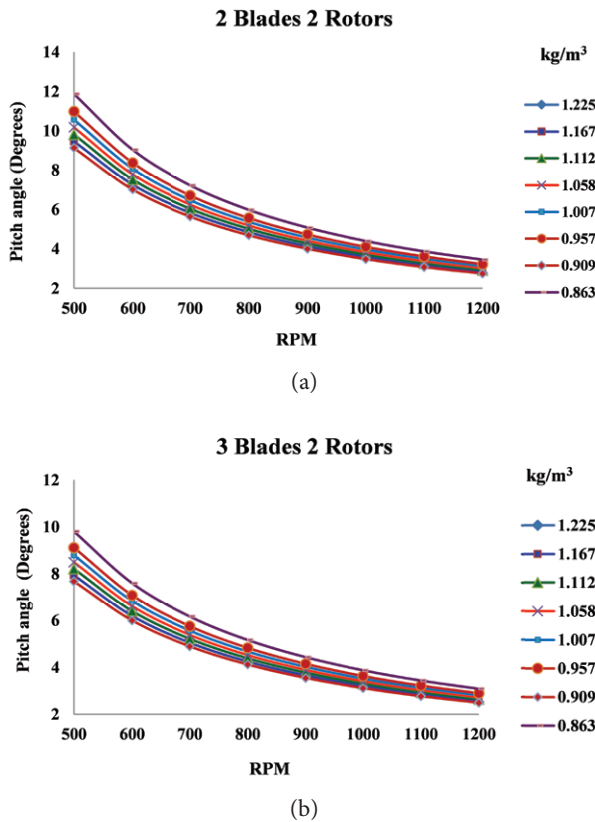 2 Blades 2 Rotors
kg/m³
14
12
10
8
6
4
2
Pitch angle (Degrees)
500 600 700 800 900 1000 1100 1200
RPM
1.225
1.167
1.112
1.058
1.007
0.957
0.909
0.863
(a)
3 Blades 2 Rotors
kg/m³
12
10
8
6
4
2
Pitch angle (Degrees)
500 600 700 800 900 1000 1100 1200
RPM
1.225
1.167
1.112
1.058
1.007
0.957
0.909
0.863
(b)